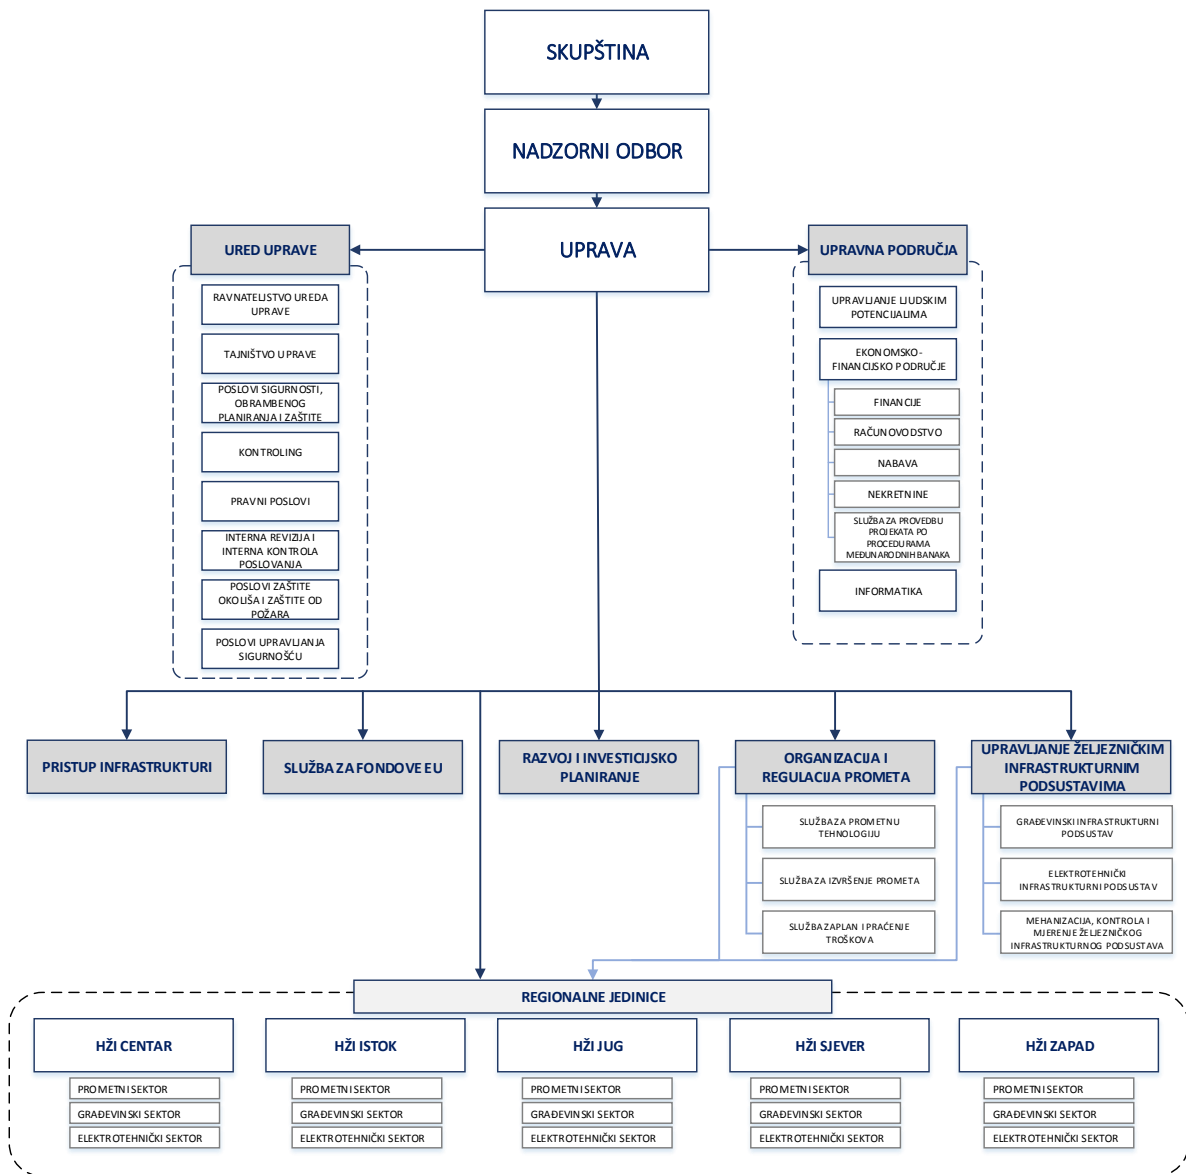 SKUPŠTINA
NADZORNI ODBOR
UPRAVA
URED UPRAVE
RAVNATELJSTVO UREDA
UPRAVE
TAJNIŠTVO UPRAVE
POSLOVI SIGURNOSTI,
OBRAMBENOG
PLANIRANJA I ZAŠTITE
KONTROLING
PRAVNI POSLOVI
INTERNA REVIZIJA I
INTERNA KONTROLA
POSLOVANJA
POSLOVI ZAŠTITE
OKOLIŠA I ZAŠTITE OD
POŽARA
POSLOVI UPRAVLJANJA
SIGURNOŠĆU
UPRAVNA PODRUČJA
UPRAVLJANJE LJUDSKIM
POTENCIJALIMA
EKONOMSKO-
FINANCIJSKO PODRUČJE
FINANCIJE
RAČUNOVODSTVO
NABAVA
NEKRETNINE
SLUŽBA ZA PROVEDBU
PROJEKATA PO
PROCEDURAMA
MEĐUNARODNIH BANAKA
INFORMATIKA
PRISTUP INFRASTRUKTURI
SLUŽBA ZA FONDOVE EU
RAZVOJ I INVESTICIJSKO
PLANIRANJE
ORGANIZACIJA I
REGULACIJA PROMETA
SLUŽBA ZA PROMETNU
TEHNOLOGIJU
SLUŽBA ZA IZVRŠENJE PROMETA
SLUŽBA ZA PLAN I PRAĆENJE
TROŠKOVA
UPRAVLJANJE ŽELJEZNIČKIM
INFRASTRUKTURNIM
PODSUSTAVIMA
GRAĐEVINSKI INFRASTRUKTURNI
PODSUSTAV
ELEKTROTEHNIČKI
INFRASTRUKTURNI PODSUSTAV
MEHANIZACIJA, KONTROLA I
MJERENJE ŽELJEZNIČKOG
INFRASTRUKTURNOG PODSUSTAVA
REGIONALNE JEDINICE
HŽI CENTAR
PROMETNI SEKTOR
GRAĐEVINSKI SEKTOR
ELEKTROTEHNIČKI SEKTOR
HŽI ISTOK
PROMETNI SEKTOR
GRAĐEVINSKI SEKTOR
ELEKTROTEHNIČKI SEKTOR
HŽI JUG
PROMETNI SEKTOR
GRAĐEVINSKI SEKTOR
ELEKTROTEHNIČKI SEKTOR
HŽI SJEVER
PROMETNI SEKTOR
GRAĐEVINSKI SEKTOR
ELEKTROTEHNIČKI SEKTOR
HŽI ZAPAD
PROMETNI SEKTOR
GRAĐEVINSKI SEKTOR
ELEKTROTEHNIČKI SEKTOR